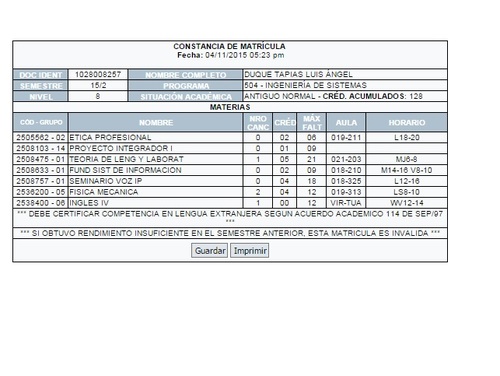 CONSTANCIA DE MATRÍCULA
Fecha: 04/11/2015 05:23 pm
DOC IDENT 1028008257 NOMBRE COMPLETO DUQUE TAPIAS LUIS ÁNGEL
SEMESTRE 15/2 PROGRAMA 504 - INGENIERÍA DE SISTEMAS
NIVEL 8 SITUACIÓN ACADÉMICA ANTIGUO NORMAL - CRÉD. ACUMULADOS: 128
MATERIAS
CÓD - GRUPO NOMBRE NRO CANC CRÉD MÁX FALT AULA HORARIO
2505562 - 02 ETICA PROFESIONAL 0 02 06 019-211 L18-20
2508103 - 14 PROYECTO INTEGRADOR I 0 01 09
2508475 - 01 TEORIA DE LENG Y LABORAT 1 05 21 021-203 MJ6-8
2508633 - 01 FUND SIST DE INFORMACION 0 02 09 018-210 M14-16 V8-10
2508757 - 01 SEMINARIO VOZ IP 0 04 18 018-325 L12-16
2536200 - 05 FISICA MECANICA 2 04 12 019-313 LS8-10
2538400 - 06 INGLES IV 1 00 12 VIR-TUA WV12-14
*** DEBE CERTIFICAR COMPETENCIA EN LENGUA EXTRANJERA SEGUN ACUERDO ACADEMICO 114 DE SEP/97
***
*** SI OBTUVO RENDIMIENTO INSUFICIENTE EN EL SEMESTRE ANTERIOR, ESTA MATRICULA ES INVALIDA ***
Guardar Imprimir